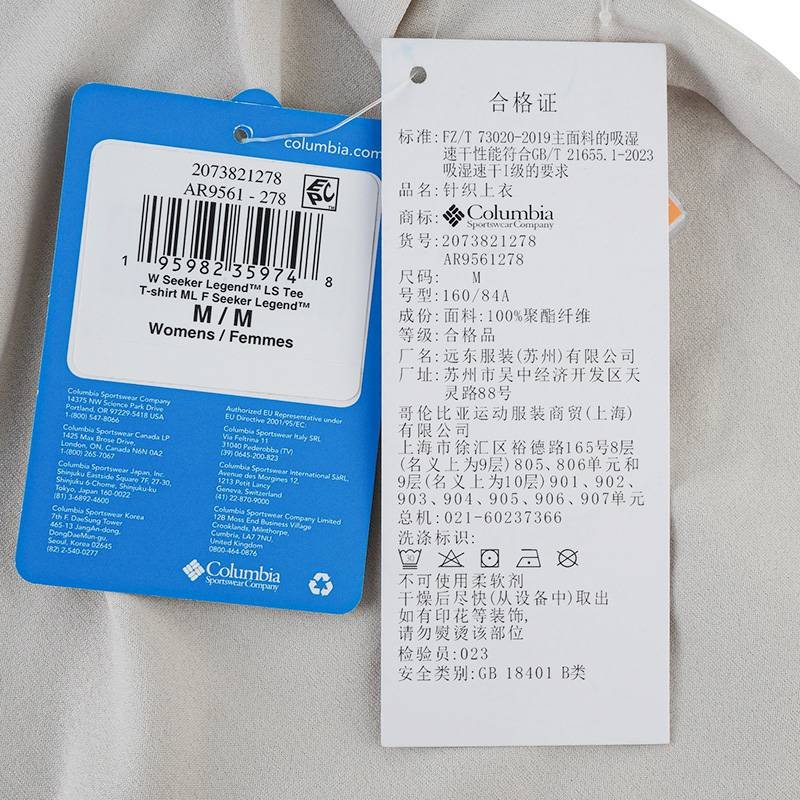 columbia.com
2073821278
AR9561 - 278
EPC
1 95982 35974 8
W Seeker Legend™ LS Tee
T-shirt ML F Seeker Legend™
M / M
Womens / Femmes
Columbia Sportswear Company
14375 NW Science Park Drive
Portland, OR 97229-5418 USA
1-(800) 547-8066
Columbia Sportswear Canada LP
1425 Max Brose Drive,
London, ON, Canada N6N 0A2
1-(800) 265-7067
Columbia Sportswear Japan, Inc.
Shinjuku Eastside Square 7F, 27-30,
Shinjuku 6-Chome, Shinjuku-ku
Tokyo, Japan 160-0022
(81) 3-6892-4600
Columbia Sportswear Korea
7th F. DaeSung Tower
465-13 JangAn-dong,
DongDaeMun-gu,
Seoul, Korea 02645
(82) 2-540-0277
Authorized EU Representative under
EU Directive 2001/95/EC:
Columbia Sportswear Italy SRL
Via Feltrina 11
31040 Pederobba (TV)
(39) 0645-200-823
Columbia Sportswear International SàRL,
Avenue des Morgines 12,
1213 Petit Lancy
Geneva, Switzerland
(41) 22-870-9000
Columbia Sportswear Company Limited
12B Moss End Business Village
Crooklands, Milnthorpe,
Cumbria, LA7 7NU,
United Kingdom
0800-464-0876
Columbia
Sportswear Company
合格证
标准:FZ/T 73020-2019主面料的吸湿
速干性能符合GB/T 21655.1-2023
吸湿速干I级的要求
品名:针织上衣
商标:Columbia
Sportswear Company
货号:2073821278
AR9561278
尺码: M
号型:160/84A
成份:面料:100%聚酯纤维
等级:合格品
厂名:远东服装(苏州)有限公司
厂址:苏州市吴中经济开发区天
灵路88号
哥伦比亚运动服装商贸(上海)
有限公司
上海市徐汇区裕德路165号8层
(名义上为9层)805、806单元和
9层(名义上为10层)901、902、
903、904、905、906、907单元
总机:021-60237366
洗涤标识:
30
不可使用柔软剂
干燥后尽快(从设备中)取出
如有印花等装饰,
请勿熨烫该部位
检验员:023
安全类别:GB 18401 B类